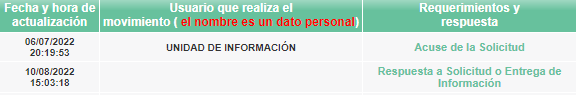 Fecha y hora de actualización
Usuario que realiza el movimiento ( el nombre es un dato personal)
Requerimientos y respuesta
06/07/2022 20:19:53
UNIDAD DE INFORMACIÓN
Acuse de la Solicitud
10/08/2022 15:03:18
Respuesta a Solicitud o Entrega de Información